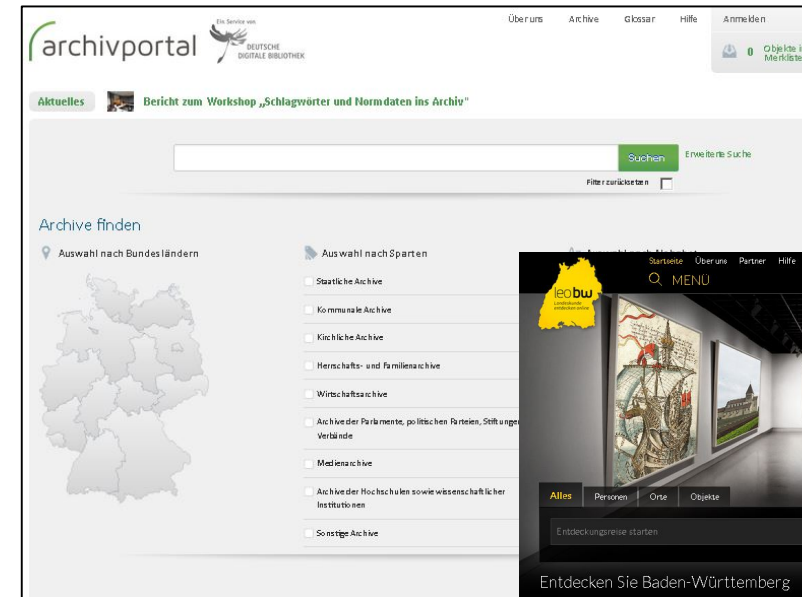 Über uns Archive Glossar Hilfe Anmelden
archivportal
Ein Service von
DEUTSCHE
DIGITALE BIBLIOTHEK
0 Objekte i
Merkliste
Aktuelles Bericht zum Workshop „Schlagwörter und Normdaten ins Archiv"
Suchen Erweiterte Suche
Filter zurücksetzen
Archive finden
Auswahl nach Bundesländern
Auswahl nach Sparten
Staatliche Archive
Kommunale Archive
Kirchliche Archive
Herrschafts- und Familienarchive
Wirtschaftsarchive
Archive der Parlamente, politischen Parteien, Stiftungen
Verbände
Medienarchive
Archive der Hochschulen sowie wissenschaftlicher
Institutionen
Sonstige Archive
Startseite Über uns Partner Hilfe
MENÜ
leobw
Landeskunde
entdecken online
Alles Personen Orte Objekte
Entdeckungsreise starten
Entdecken Sie Baden-Württemberg